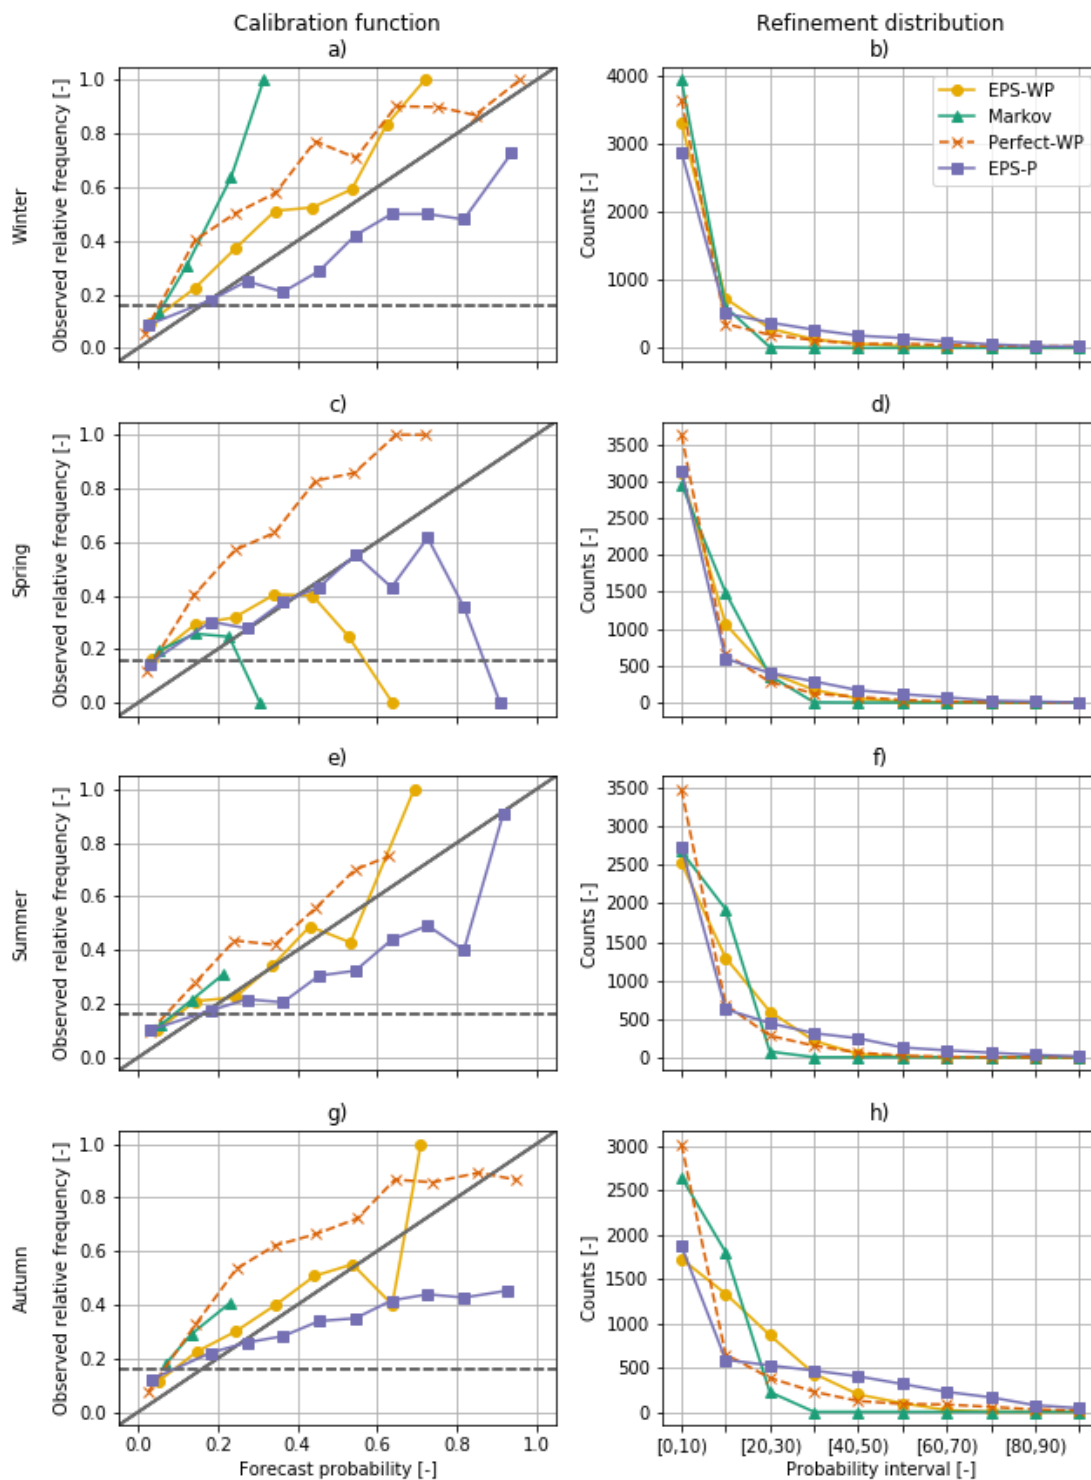 Calibration function
Refinement distribution
a)
b)
Winter
Observed relative frequency [-]
1.0
0.8
0.6
0.4
0.2
0.0
Counts [-]
4000
3000
2000
1000
0
EPS-WP
Markov
Perfect-WP
EPS-P
c)
d)
Spring
Observed relative frequency [-]
1.0
0.8
0.6
0.4
0.2
0.0
Counts [-]
3500
3000
2500
2000
1500
1000
500
0
e)
f)
Summer
Observed relative frequency [-]
1.0
0.8
0.6
0.4
0.2
0.0
Counts [-]
3500
3000
2500
2000
1500
1000
500
0
g)
h)
Autumn
Observed relative frequency [-]
1.0
0.8
0.6
0.4
0.2
0.0
Counts [-]
3000
2500
2000
1500
1000
500
0
0.0 0.2 0.4 0.6 0.8 1.0
Forecast probability [-]
[0,10) [20,30) [40,50) [60,70) [80,90)
Probability interval [-]